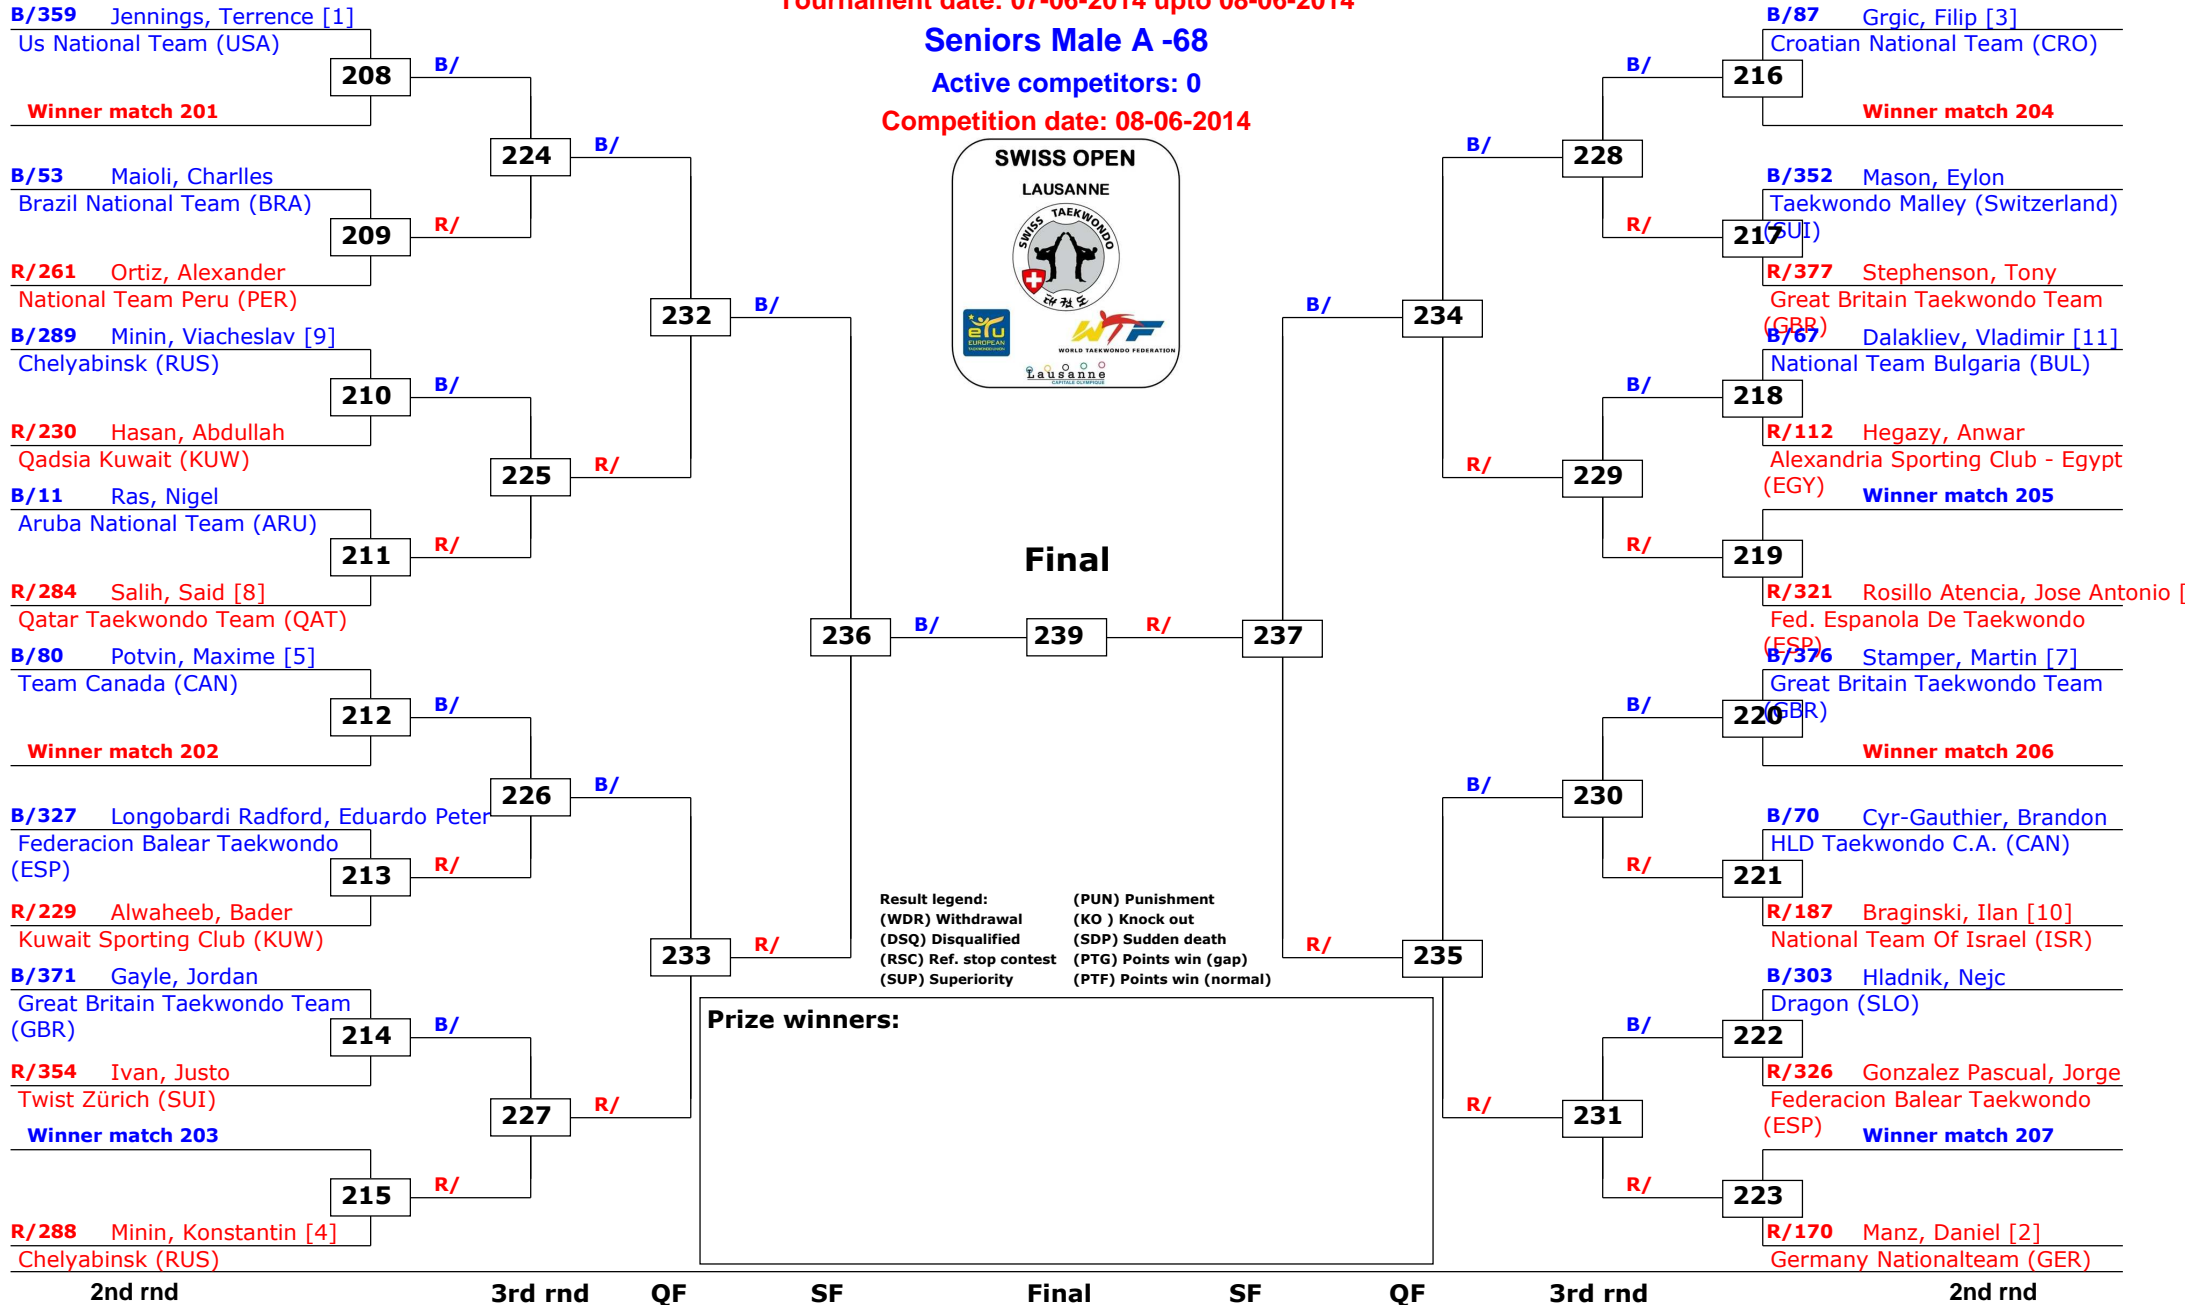 Tournament date: 07-06-2014 upto 08-06-2014
Seniors Male A -68
Active competitors: 0
Competition date: 08-06-2014
SWISS OPEN
LAUSANNE
SWISS TAEKWONDO
태권도
eTU
EUROPEAN
WTF
WORLD TAEKWONDO FEDERATION
Lausanne
CAPITALE OLYMPIQUE
B/359 Jennings, Terrence [1]
Us National Team (USA)
208
B/
Winner match 201
224
B/
B/53 Maioli, Charlles
Brazil National Team (BRA)
209
R/
R/261 Ortiz, Alexander
National Team Peru (PER)
232
B/
B/289 Minin, Viacheslav [9]
Chelyabinsk (RUS)
210
B/
R/230 Hasan, Abdullah
Qadsia Kuwait (KUW)
225
R/
B/11 Ras, Nigel
Aruba National Team (ARU)
211
R/
R/284 Salih, Said [8]
Qatar Taekwondo Team (QAT)
236
B/
B/80 Potvin, Maxime [5]
Team Canada (CAN)
212
B/
Winner match 202
226
B/
B/327 Longobardi Radford, Eduardo Peter
Federacion Balear Taekwondo
(ESP)
213
R/
R/229 Alwaheeb, Bader
Kuwait Sporting Club (KUW)
233
R/
B/371 Gayle, Jordan
Great Britain Taekwondo Team
(GBR)
214
B/
R/354 Ivan, Justo
Twist Zürich (SUI)
227
R/
Winner match 203
215
R/
R/288 Minin, Konstantin [4]
Chelyabinsk (RUS)
Final
239
R/
237
B/87 Grgic, Filip [3]
Croatian National Team (CRO)
B/
216
Winner match 204
B/
228
B/352 Mason, Eylon
Taekwondo Malley (Switzerland)
(SUI)
R/
217
R/377 Stephenson, Tony
Great Britain Taekwondo Team
(GBR)
B/
234
B/67 Dalakliev, Vladimir [11]
National Team Bulgaria (BUL)
B/
218
R/112 Hegazy, Anwar
Alexandria Sporting Club - Egypt
(EGY)
R/
229
Winner match 205
R/
219
R/321 Rosillo Atencia, Jose Antonio [
Fed. Espanola De Taekwondo
(ESP)
B/376 Stamper, Martin [7]
Great Britain Taekwondo Team
(GBR)
B/
220
Winner match 206
B/
230
B/70 Cyr-Gauthier, Brandon
HLD Taekwondo C.A. (CAN)
R/
221
R/187 Braginski, Ilan [10]
National Team Of Israel (ISR)
R/
235
B/303 Hladnik, Nejc
Dragon (SLO)
B/
222
R/326 Gonzalez Pascual, Jorge
Federacion Balear Taekwondo
(ESP)
R/
231
Winner match 207
R/
223
R/170 Manz, Daniel [2]
Germany Nationalteam (GER)
Result legend: (PUN) Punishment
(WDR) Withdrawal (KO ) Knock out
(DSQ) Disqualified (SDP) Sudden death
(RSC) Ref. stop contest (PTG) Points win (gap)
(SUP) Superiority (PTF) Points win (normal)
Prize winners:
2nd rnd 3rd rnd QF SF Final SF QF 3rd rnd 2nd rnd